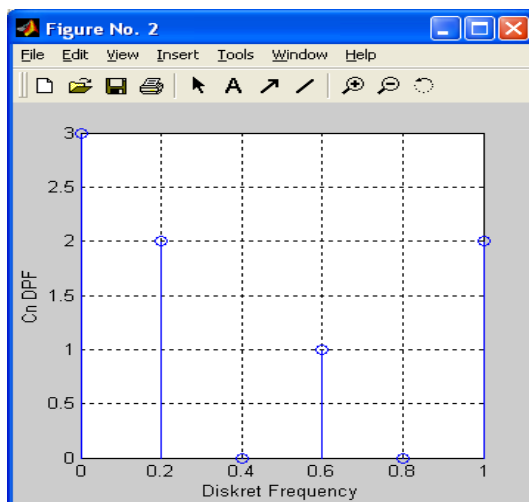 Figure No. 2
File Edit View Insert Tools Window Help
A
3
2.5
2
1.5
1
0.5
0
0 0.2 0.4 0.6 0.8 1
Cn DPF
Diskret Frequency